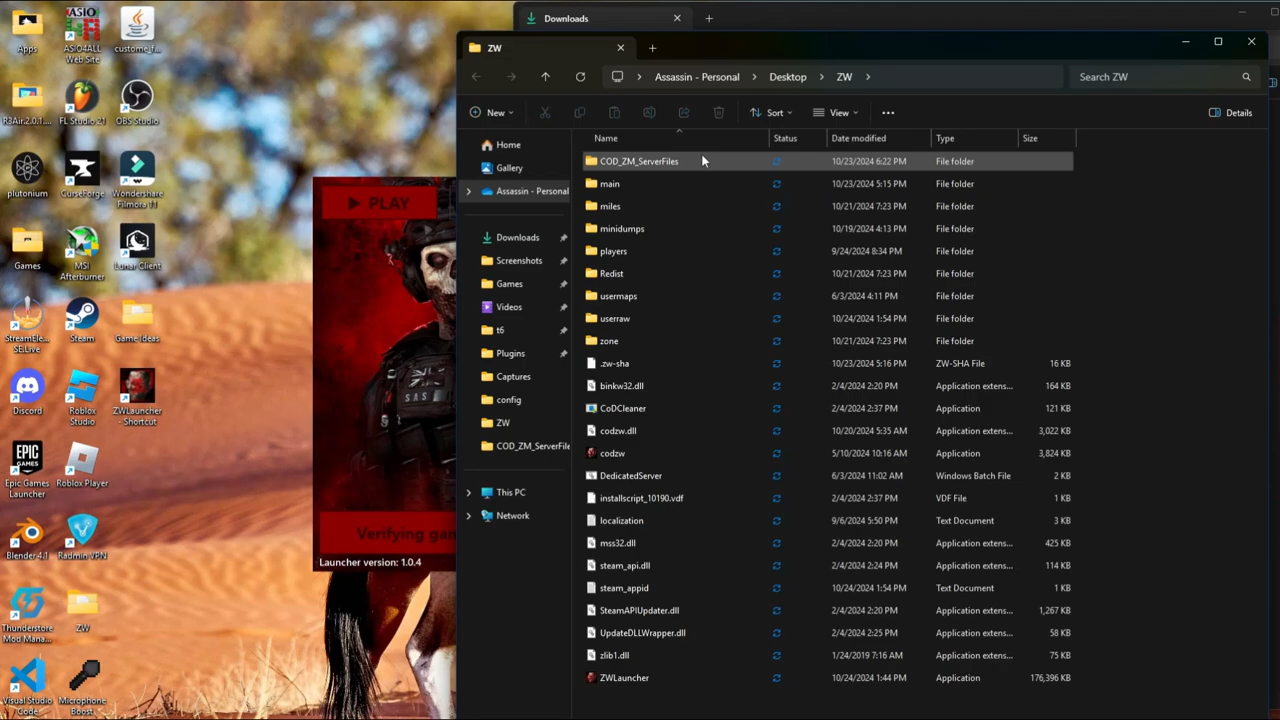 Apps
ASIO4ALL
Web Site
custome_f...
R3Air.2.0.1....
FL Studio 21
OBS Studio
plutonium
CurseForge
Wondershare
Filmora 11
Games
MSI
Afterburner
Lunar Client
StreamEle...
SE.Live
Steam
Game Ideas
Discord
Roblox
Studio
ZWLauncher
- Shortcut
Epic Games
Launcher
Roblox Player
Blender 4.1
Radmin VPN
Thunderstore
Mod Mana...
ZW
Visual Studio
Code
Microphone
Boost
ASIO
EPIC
GAMES
PLAY
SAS
Verifying gam
Launcher version: 1.0.4
Downloads
ZW
Assassin - Personal > Desktop > ZW >
Search ZW
New
Sort
View
Details
Home
Gallery
Assassin - Personal
Downloads
Screenshots
Games
Videos
t6
Plugins
Captures
config
ZW
COD_ZM_ServerFile
This PC
Network
Name Status Date modified Type Size
COD_ZM_ServerFiles 10/23/2024 6:22 PM File folder
main 10/23/2024 5:15 PM File folder
miles 10/21/2024 7:23 PM File folder
minidumps 10/19/2024 4:13 PM File folder
players 9/24/2024 8:34 PM File folder
Redist 10/21/2024 7:23 PM File folder
usermaps 6/3/2024 4:11 PM File folder
userraw 10/24/2024 1:54 PM File folder
zone 10/21/2024 7:23 PM File folder
.zw-sha 10/23/2024 5:16 PM ZW-SHA File 16 KB
binkw32.dll 2/4/2024 2:20 PM Application extens... 164 KB
CoDCleaner 2/4/2024 2:37 PM Application 121 KB
codzw.dll 10/20/2024 5:35 AM Application extens... 3,022 KB
codzw 5/10/2024 10:16 AM Application 3,824 KB
DedicatedServer 6/3/2024 11:02 AM Windows Batch File 2 KB
installscript_10190.vdf 2/4/2024 2:37 PM VDF File 1 KB
localization 9/6/2024 5:50 PM Text Document 3 KB
mss32.dll 2/4/2024 2:20 PM Application extens... 425 KB
steam_api.dll 2/4/2024 2:24 PM Application extens... 114 KB
steam_appid 10/24/2024 1:54 PM Text Document 1 KB
SteamAPIUpdater.dll 2/4/2024 2:20 PM Application extens... 1,267 KB
UpdateDLLWrapper.dll 2/4/2024 2:25 PM Application extens... 58 KB
zlib1.dll 1/24/2019 7:16 AM Application extens... 75 KB
ZWLauncher 10/24/2024 1:44 PM Application 176,396 KB